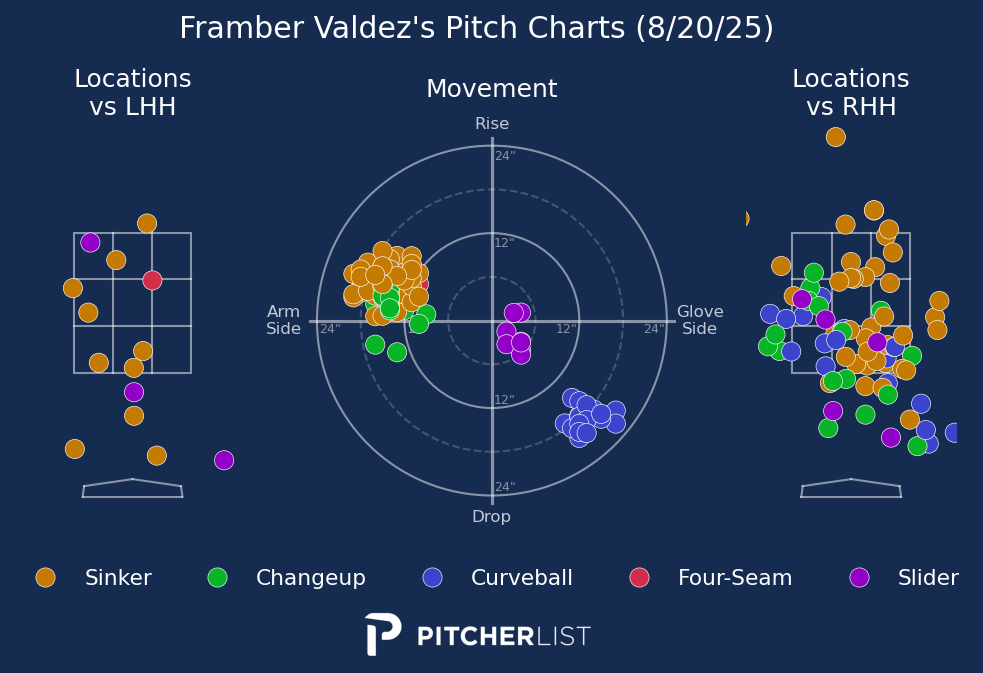 Framber Valdez's Pitch Charts (8/20/25)
Locations
vs LHH
Movement
Locations
vs RHH
Rise
24"
12"
Arm
Side
24"
12"
24"
Glove
Side
12"
24"
Drop
Sinker
Changeup
Curveball
Four-Seam
Slider
PITCHERLIST